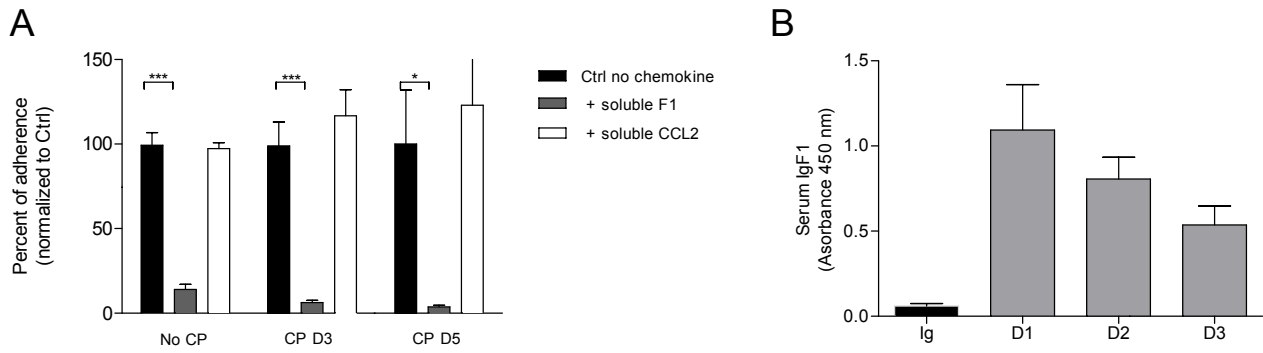 A
Percent of adherence
(normalized to Ctrl)
150
100
50
0
***
***
*
No CP
CP D3
CP D5
Ctrl no chemokine
+ soluble F1
+ soluble CCL2
B
Serum IgF1
(Asorbance 450 nm)
1.5
1.0
0.5
0.0
Ig
D1
D2
D3